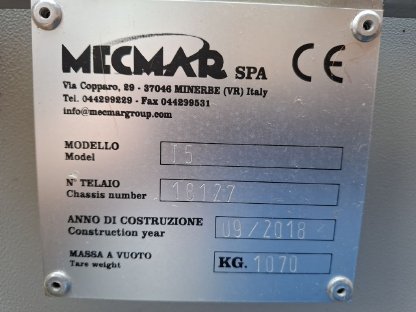 MECMAR SPA CE
Via Copparo, 29 - 37046 MINERBE (VR) Italy
Tel. 044299229 - Fax 044299531
info@mecmargroup.com
MODELLO
Model T5
N° TELAIO
Chassis number 18127
ANNO DI COSTRUZIONE
Construction year 09/2018
MASSA A VUOTO
Tare weight KG. 1070